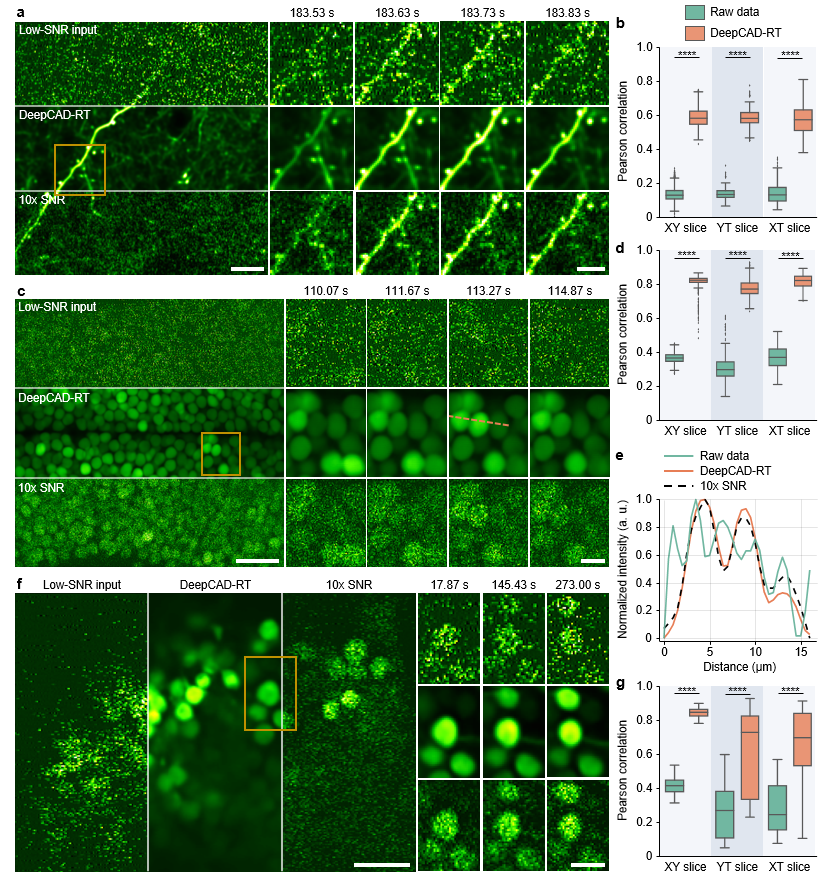 a
183.53 s 183.63 s 183.73 s 183.83 s
Low-SNR input
DeepCAD-RT
10x SNR
b
Raw data
DeepCAD-RT
**** **** ****
1.0
0.8
0.6
0.4
0.2
0
Pearson correlation
XY slice YT slice XT slice
c
110.07 s 111.67 s 113.27 s 114.87 s
Low-SNR input
DeepCAD-RT
10x SNR
d
**** **** ****
1.0
0.8
0.6
0.4
0.2
0
Pearson correlation
XY slice YT slice XT slice
e
Raw data
DeepCAD-RT
10x SNR
1.0
0.8
0.6
0.4
0.2
0
Normalized intensity (a. u.)
0 5 10 15
Distance (μm)
f
Low-SNR input DeepCAD-RT 10x SNR
17.87 s 145.43 s 273.00 s
g
**** **** ****
1.0
0.8
0.6
0.4
0.2
0
Pearson correlation
XY slice YT slice XT slice